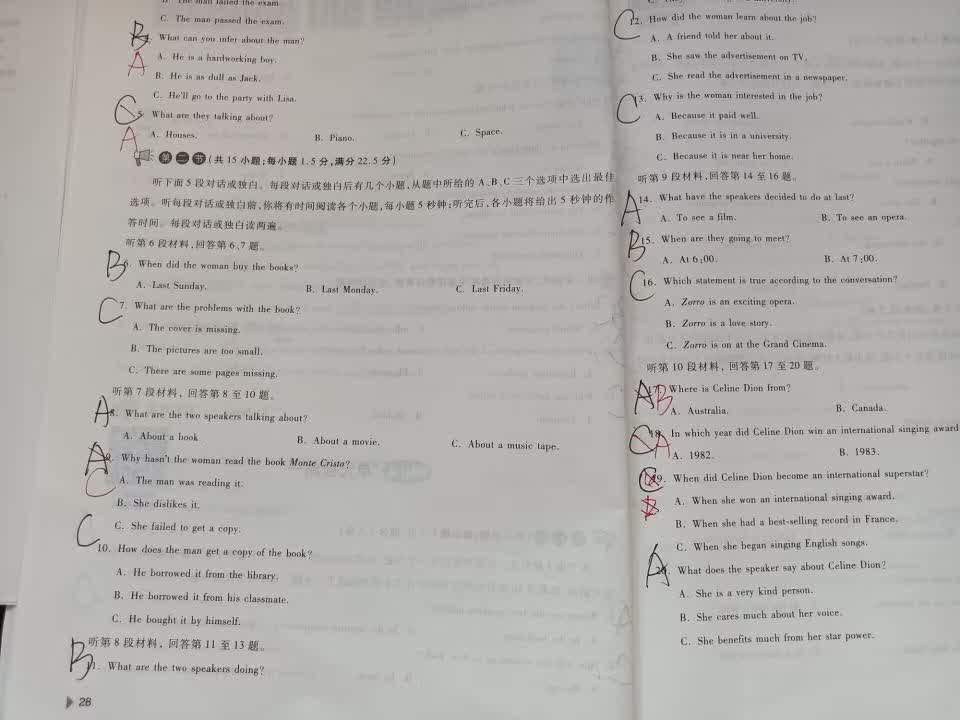 B. The man failed the exam.
C. The man passed the exam.
B 4. What can you infer about the man?
A A. He is a hardworking boy.
B. He is as dull as Jack.
C. He'll go to the party with Lisa.
C 5. What are they talking about?
A A. Houses. B. Piano. C. Space.
第二节 (共 15 小题;每小题 1.5 分,满分 22.5 分)
听下面 5 段对话或独白。每段对话或独白后有几个小题,从题中所给的 A、B、C 三个选项中选出最佳
选项。听每段对话或独白前,你将有时间阅读各个小题,每小题 5 秒钟;听完后,各小题将给出 5 秒钟的作
答时间。每段对话或独白读两遍。
听第 6 段材料,回答第 6、7 题。
B 6. When did the woman buy the books?
A. Last Sunday. B. Last Monday. C. Last Friday.
C 7. What are the problems with the book?
A. The cover is missing.
B. The pictures are too small.
C. There are some pages missing.
听第 7 段材料，回答第 8 至 10 题。
A 8. What are the two speakers talking about?
A. About a book B. About a movie. C. About a music tape.
A 9. Why hasn't the woman read the book Monte Cristo?
C A. The man was reading it.
B. She dislikes it.
C. She failed to get a copy.
C 10. How does the man get a copy of the book?
A. He borrowed it from the library.
B. He borrowed it from his classmate.
C. He bought it by himself.
听第 8 段材料，回答第 11 至 13 题。
B 11. What are the two speakers doing?
28
C 12. How did the woman learn about the job?
A. A friend told her about it.
B. She saw the advertisement on TV.
C. She read the advertisement in a newspaper.
C 13. Why is the woman interested in the job?
A. Because it paid well.
B. Because it is in a university.
C. Because it is near her home.
听第 9 段材料,回答第 14 至 16 题。
A 14. What have the speakers decided to do at last?
A. To see a film. B. To see an opera.
B 15. When are they going to meet?
A. At 6:00. B. At 7:00.
C 16. Which statement is true according to the conversation?
A. Zorro is an exciting opera.
B. Zorro is a love story.
C. Zorro is on at the Grand Cinema.
听第 10 段材料，回答第 17 至 20 题。
A B 17. Where is Celine Dion from?
A. Australia. B. Canada.
C A 18. In which year did Celine Dion win an international singing award
A. 1982. B. 1983.
C 19. When did Celine Dion become an international superstar?
B A. When she won an international singing award.
B. When she had a best-selling record in France.
C. When she began singing English songs.
A 20. What does the speaker say about Celine Dion?
A. She is a very kind person.
B. She cares much about her voice.
C. She benefits much from her star power.